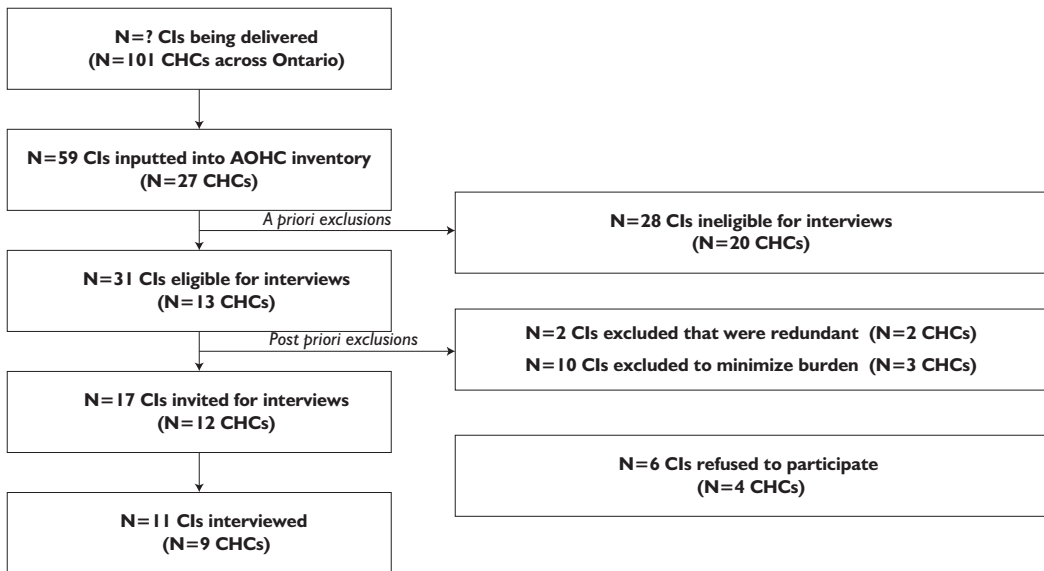 N=? CIs being delivered
(N=101 CHCs across Ontario)
N=59 CIs inputted into AOHC inventory
(N=27 CHCs)
A priori exclusions
N=28 CIs ineligible for interviews
(N=20 CHCs)
N=31 CIs eligible for interviews
(N=13 CHCs)
Post priori exclusions
N=2 CIs excluded that were redundant (N=2 CHCs)
N=10 CIs excluded to minimize burden (N=3 CHCs)
N=17 CIs invited for interviews
(N=12 CHCs)
N=6 CIs refused to participate
(N=4 CHCs)
N=11 CIs interviewed
(N=9 CHCs)